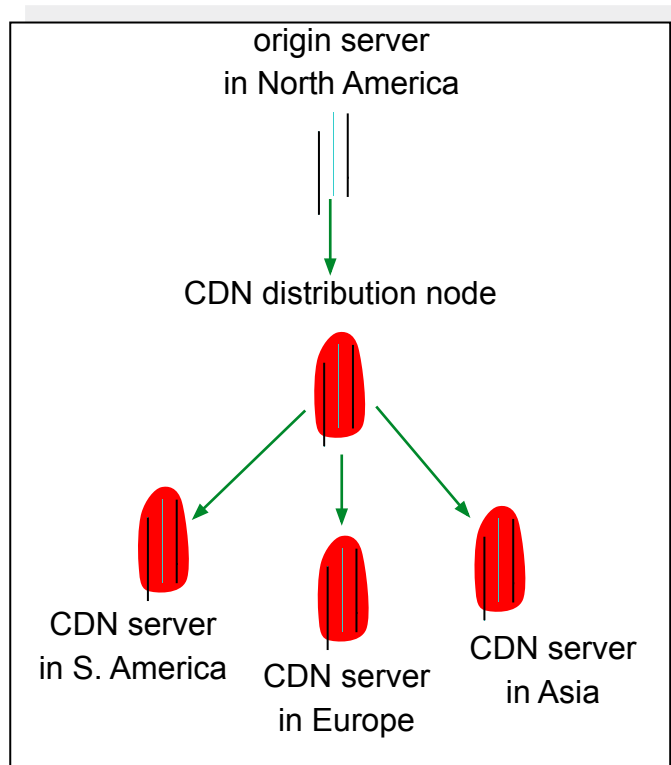 origin server
in North America
CDN distribution node
CDN server
in S. America
CDN server
in Europe
CDN server
in Asia